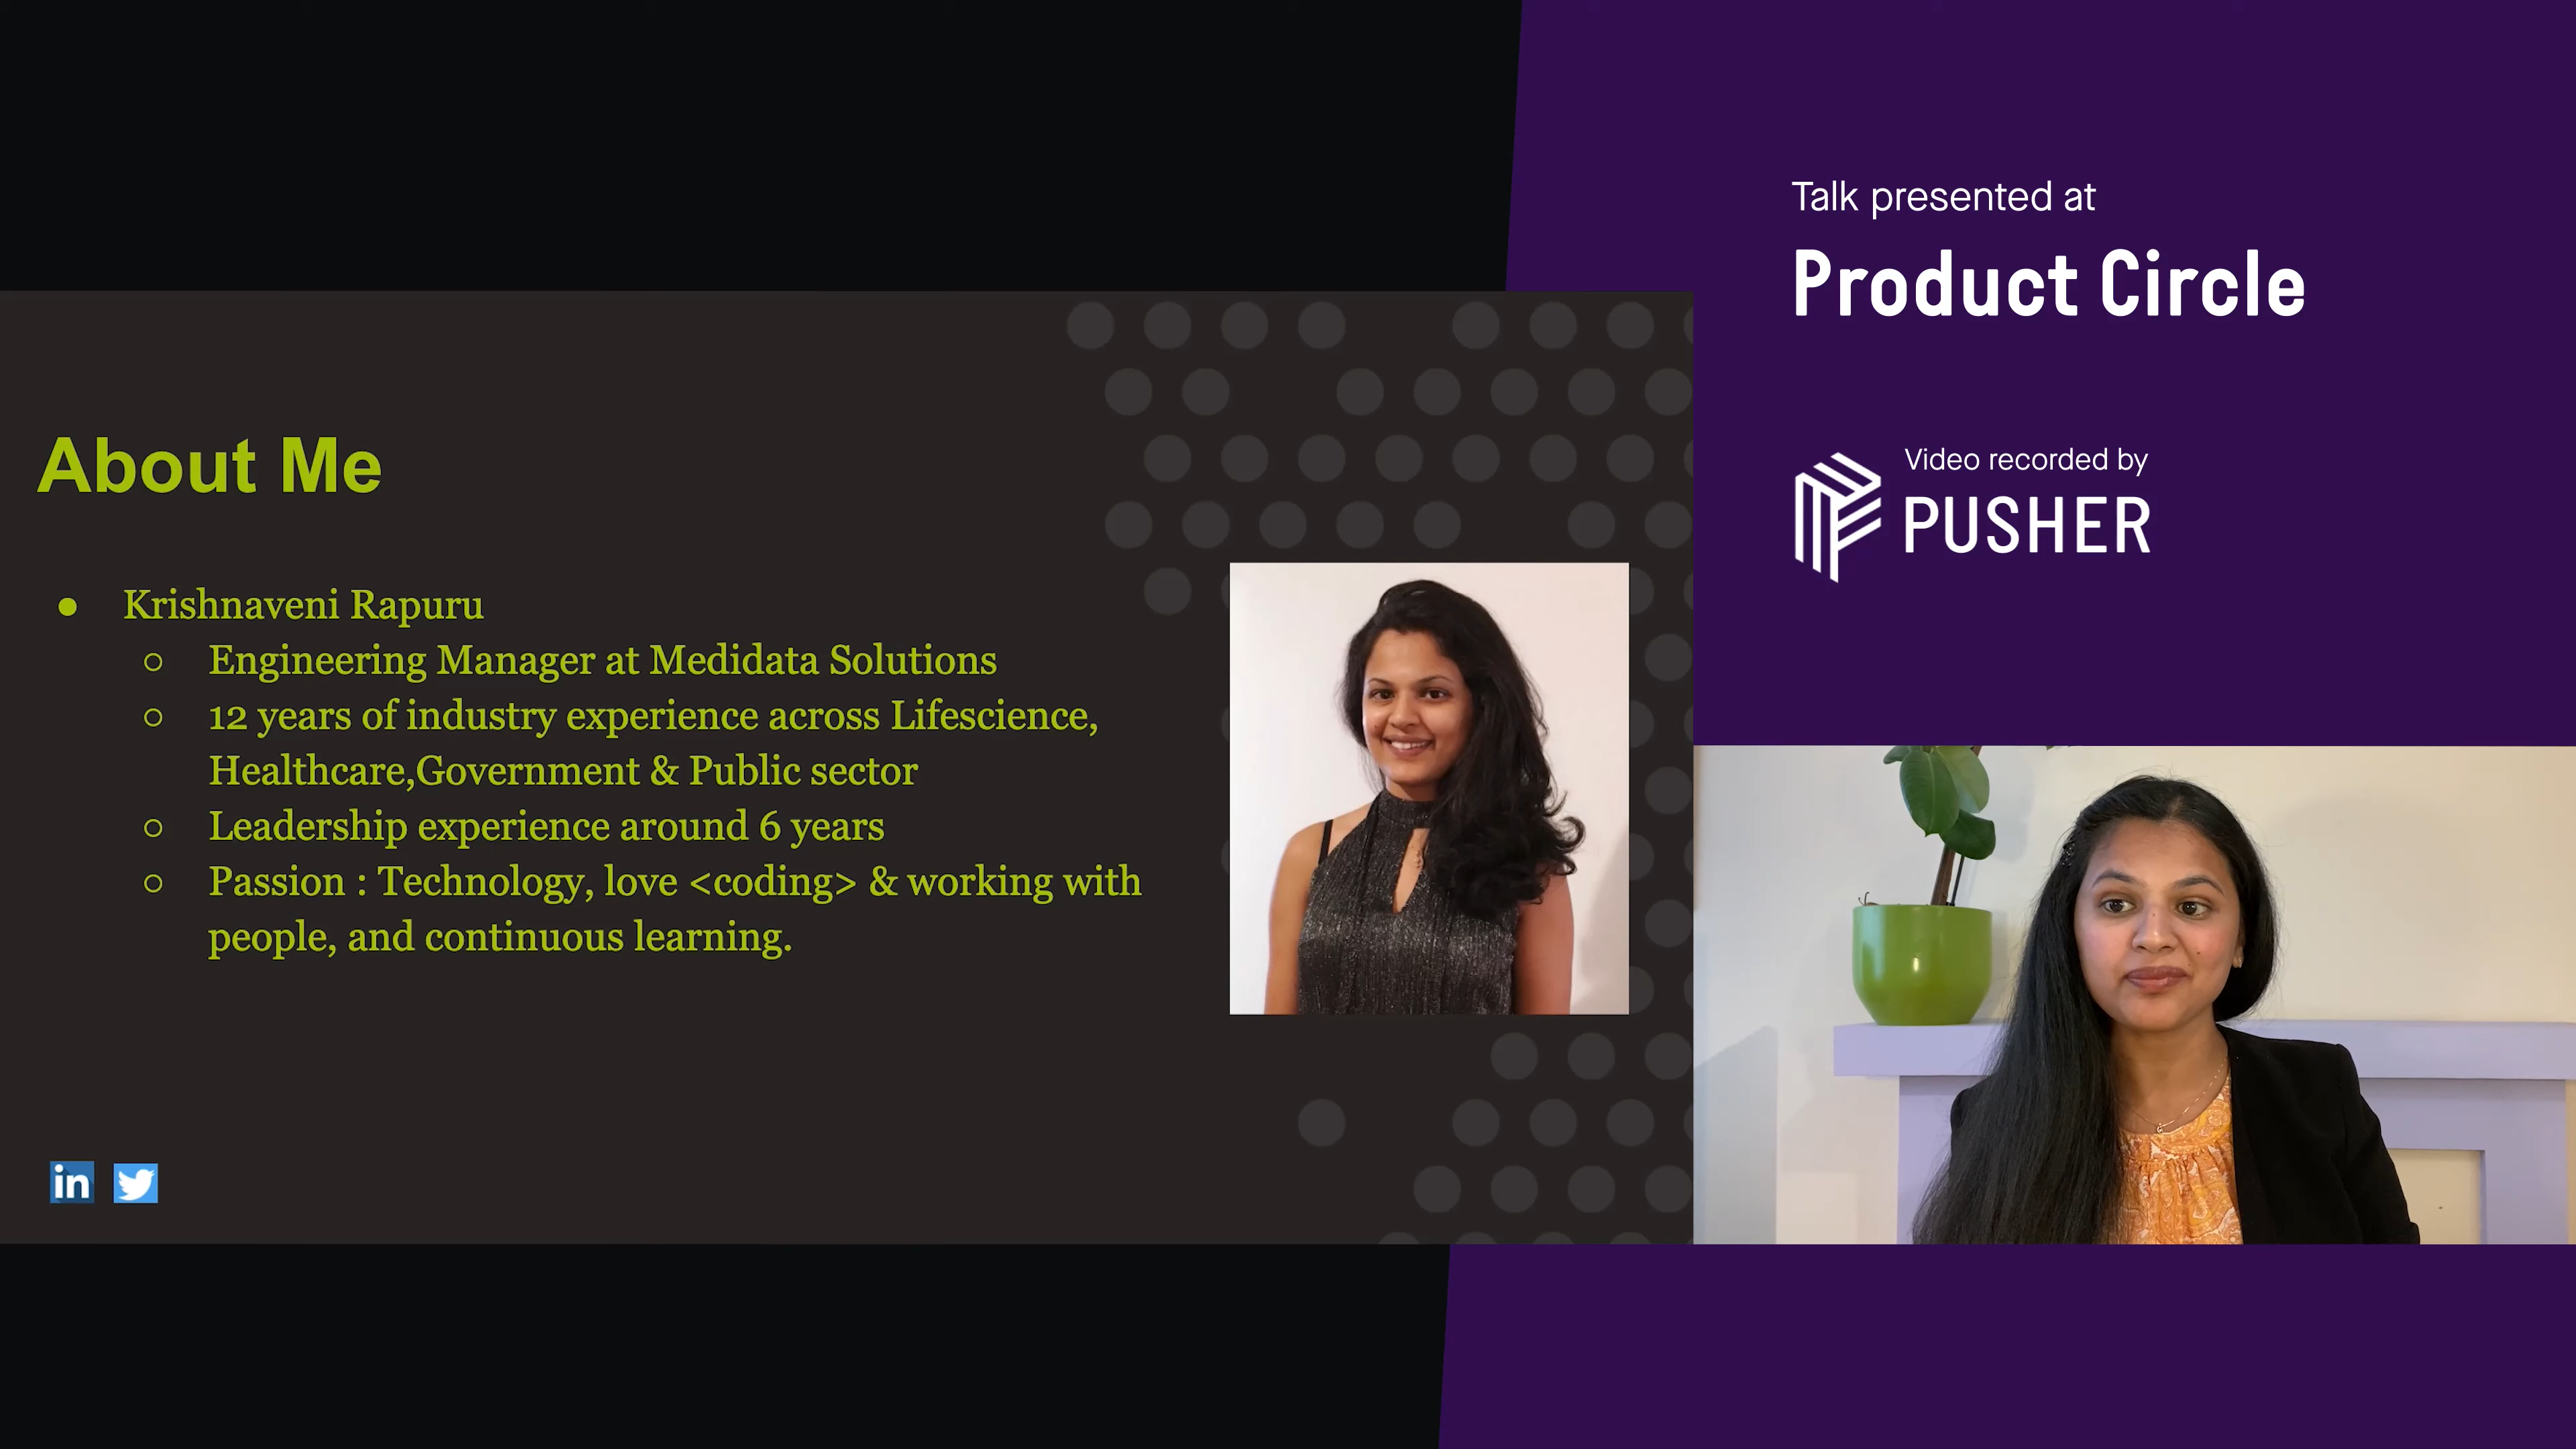 Talk presented at
Product Circle
Video recorded by
PUSHER
About Me
● Krishnaveni Rapuru
○ Engineering Manager at Medidata Solutions
○ 12 years of industry experience across Lifescience,
Healthcare,Government & Public sector
○ Leadership experience around 6 years
○ Passion : Technology, love <coding> & working with
people, and continuous learning.
in